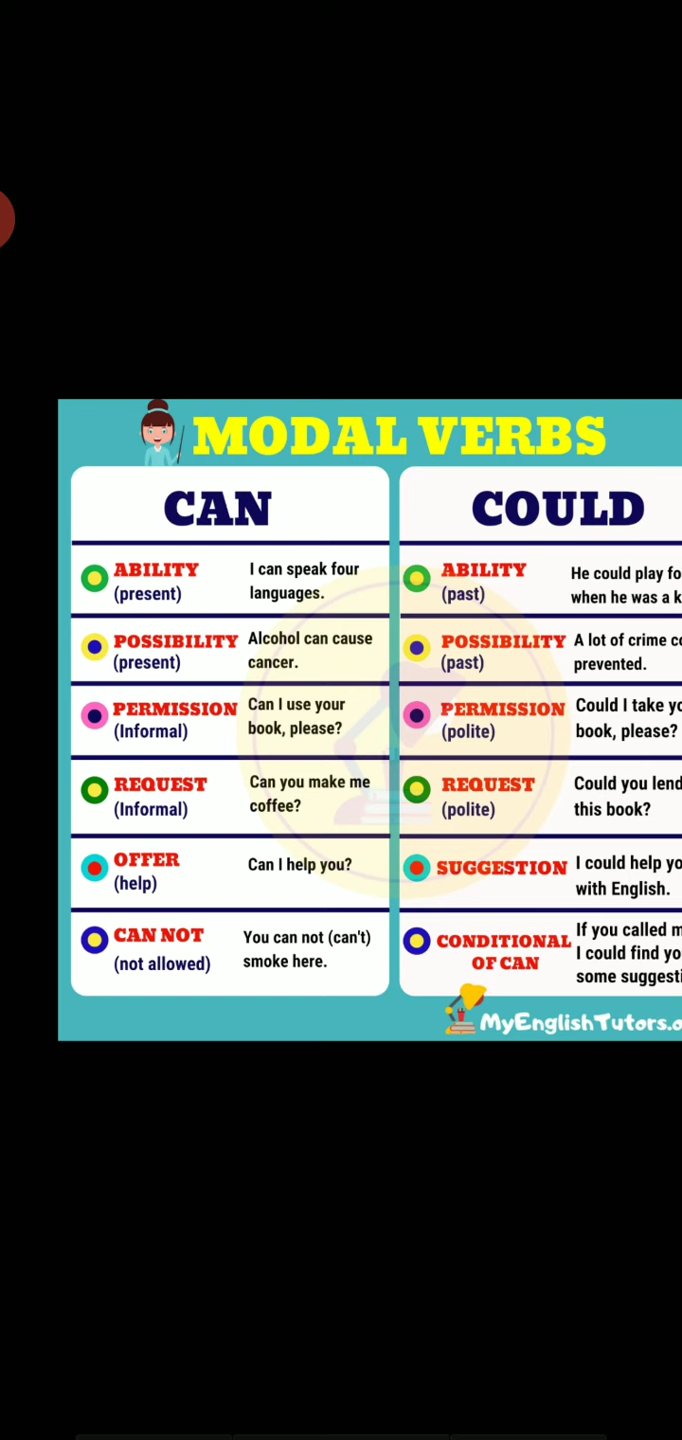 MODAL VERBS
CAN
ABILITY
(present)
I can speak four
languages.
POSSIBILITY
(present)
Alcohol can cause
cancer.
PERMISSION
(Informal)
Can I use your
book, please?
REQUEST
(Informal)
Can you make me
coffee?
OFFER
(help)
Can I help you?
CAN NOT
(not allowed)
You can not (can't)
smoke here.
COULD
ABILITY
(past)
He could play
when he was a
POSSIBILITY
(past)
A lot of crime
prevented.
PERMISSION
(polite)
Could I take
book, please?
REQUEST
(polite)
Could you lend
this book?
SUGGESTION
I could help
with English.
CONDITIONAL
OF CAN
If you called
I could find
some
MyEnglishTutors.